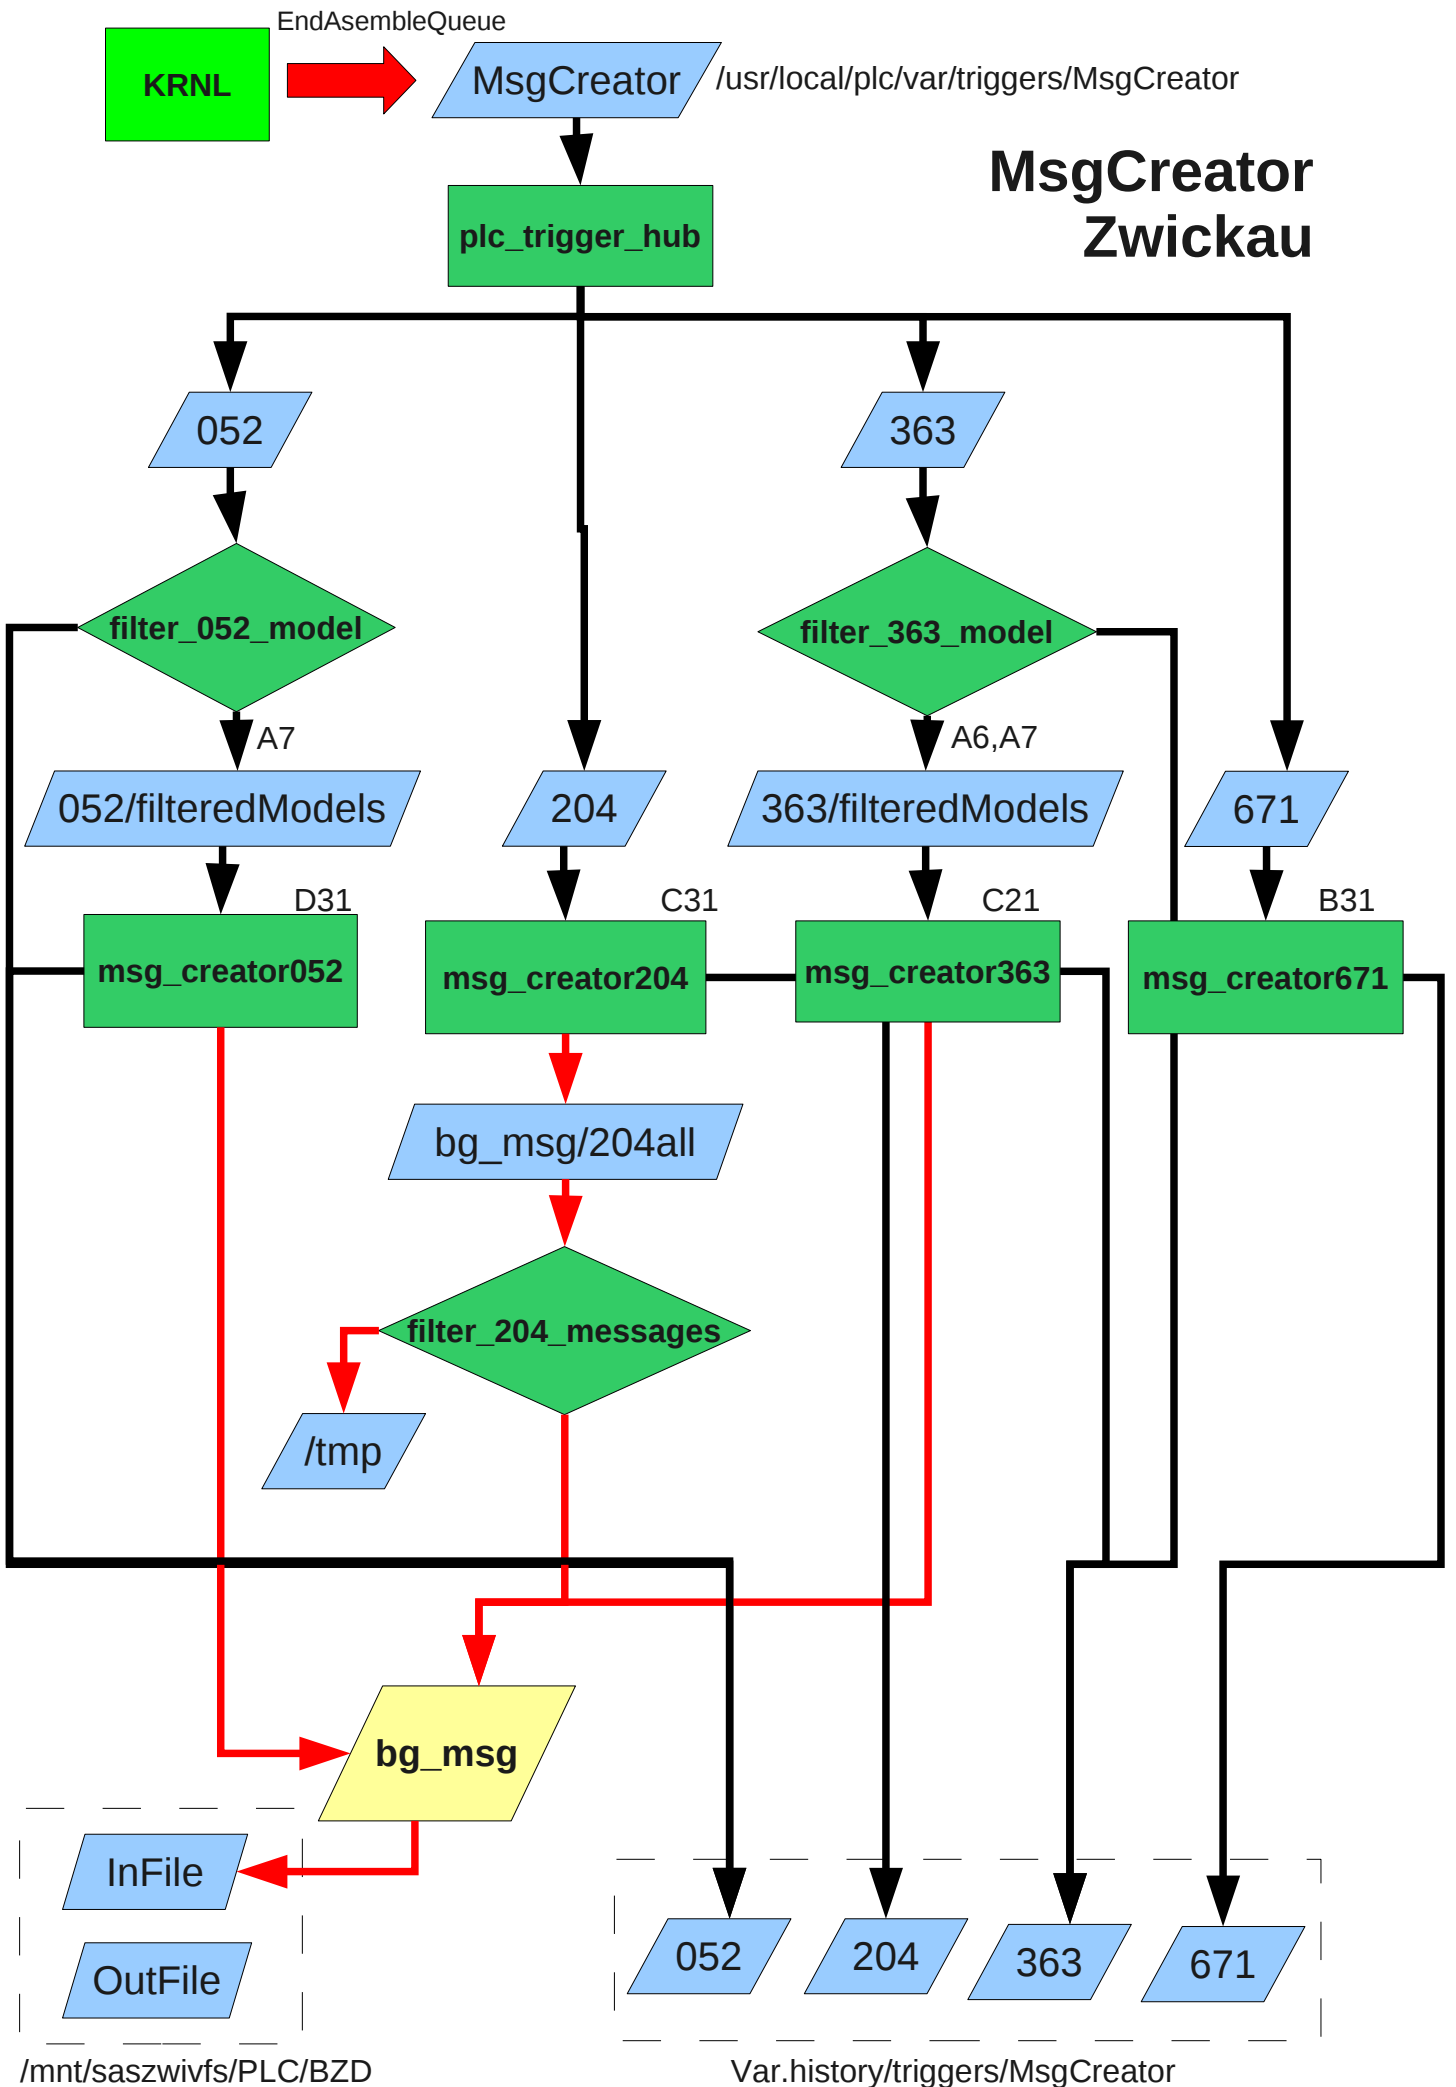 EndAsembleQueue
KRNL
MsgCreator
/usr/local/plc/var/triggers/MsgCreator
MsgCreator
Zwickau
plc_trigger_hub
052
363
filter_052_model
filter_363_model
A7
A6,A7
052/filteredModels
204
363/filteredModels
671
D31
C31
C21
B31
msg_creator052
msg_creator204
msg_creator363
msg_creator671
bg_msg/204all
filter_204_messages
/tmp
bg_msg
InFile
OutFile
052
204
363
671
/mnt/saszwivfs/PLC/BZD
Var.history/triggers/MsgCreator